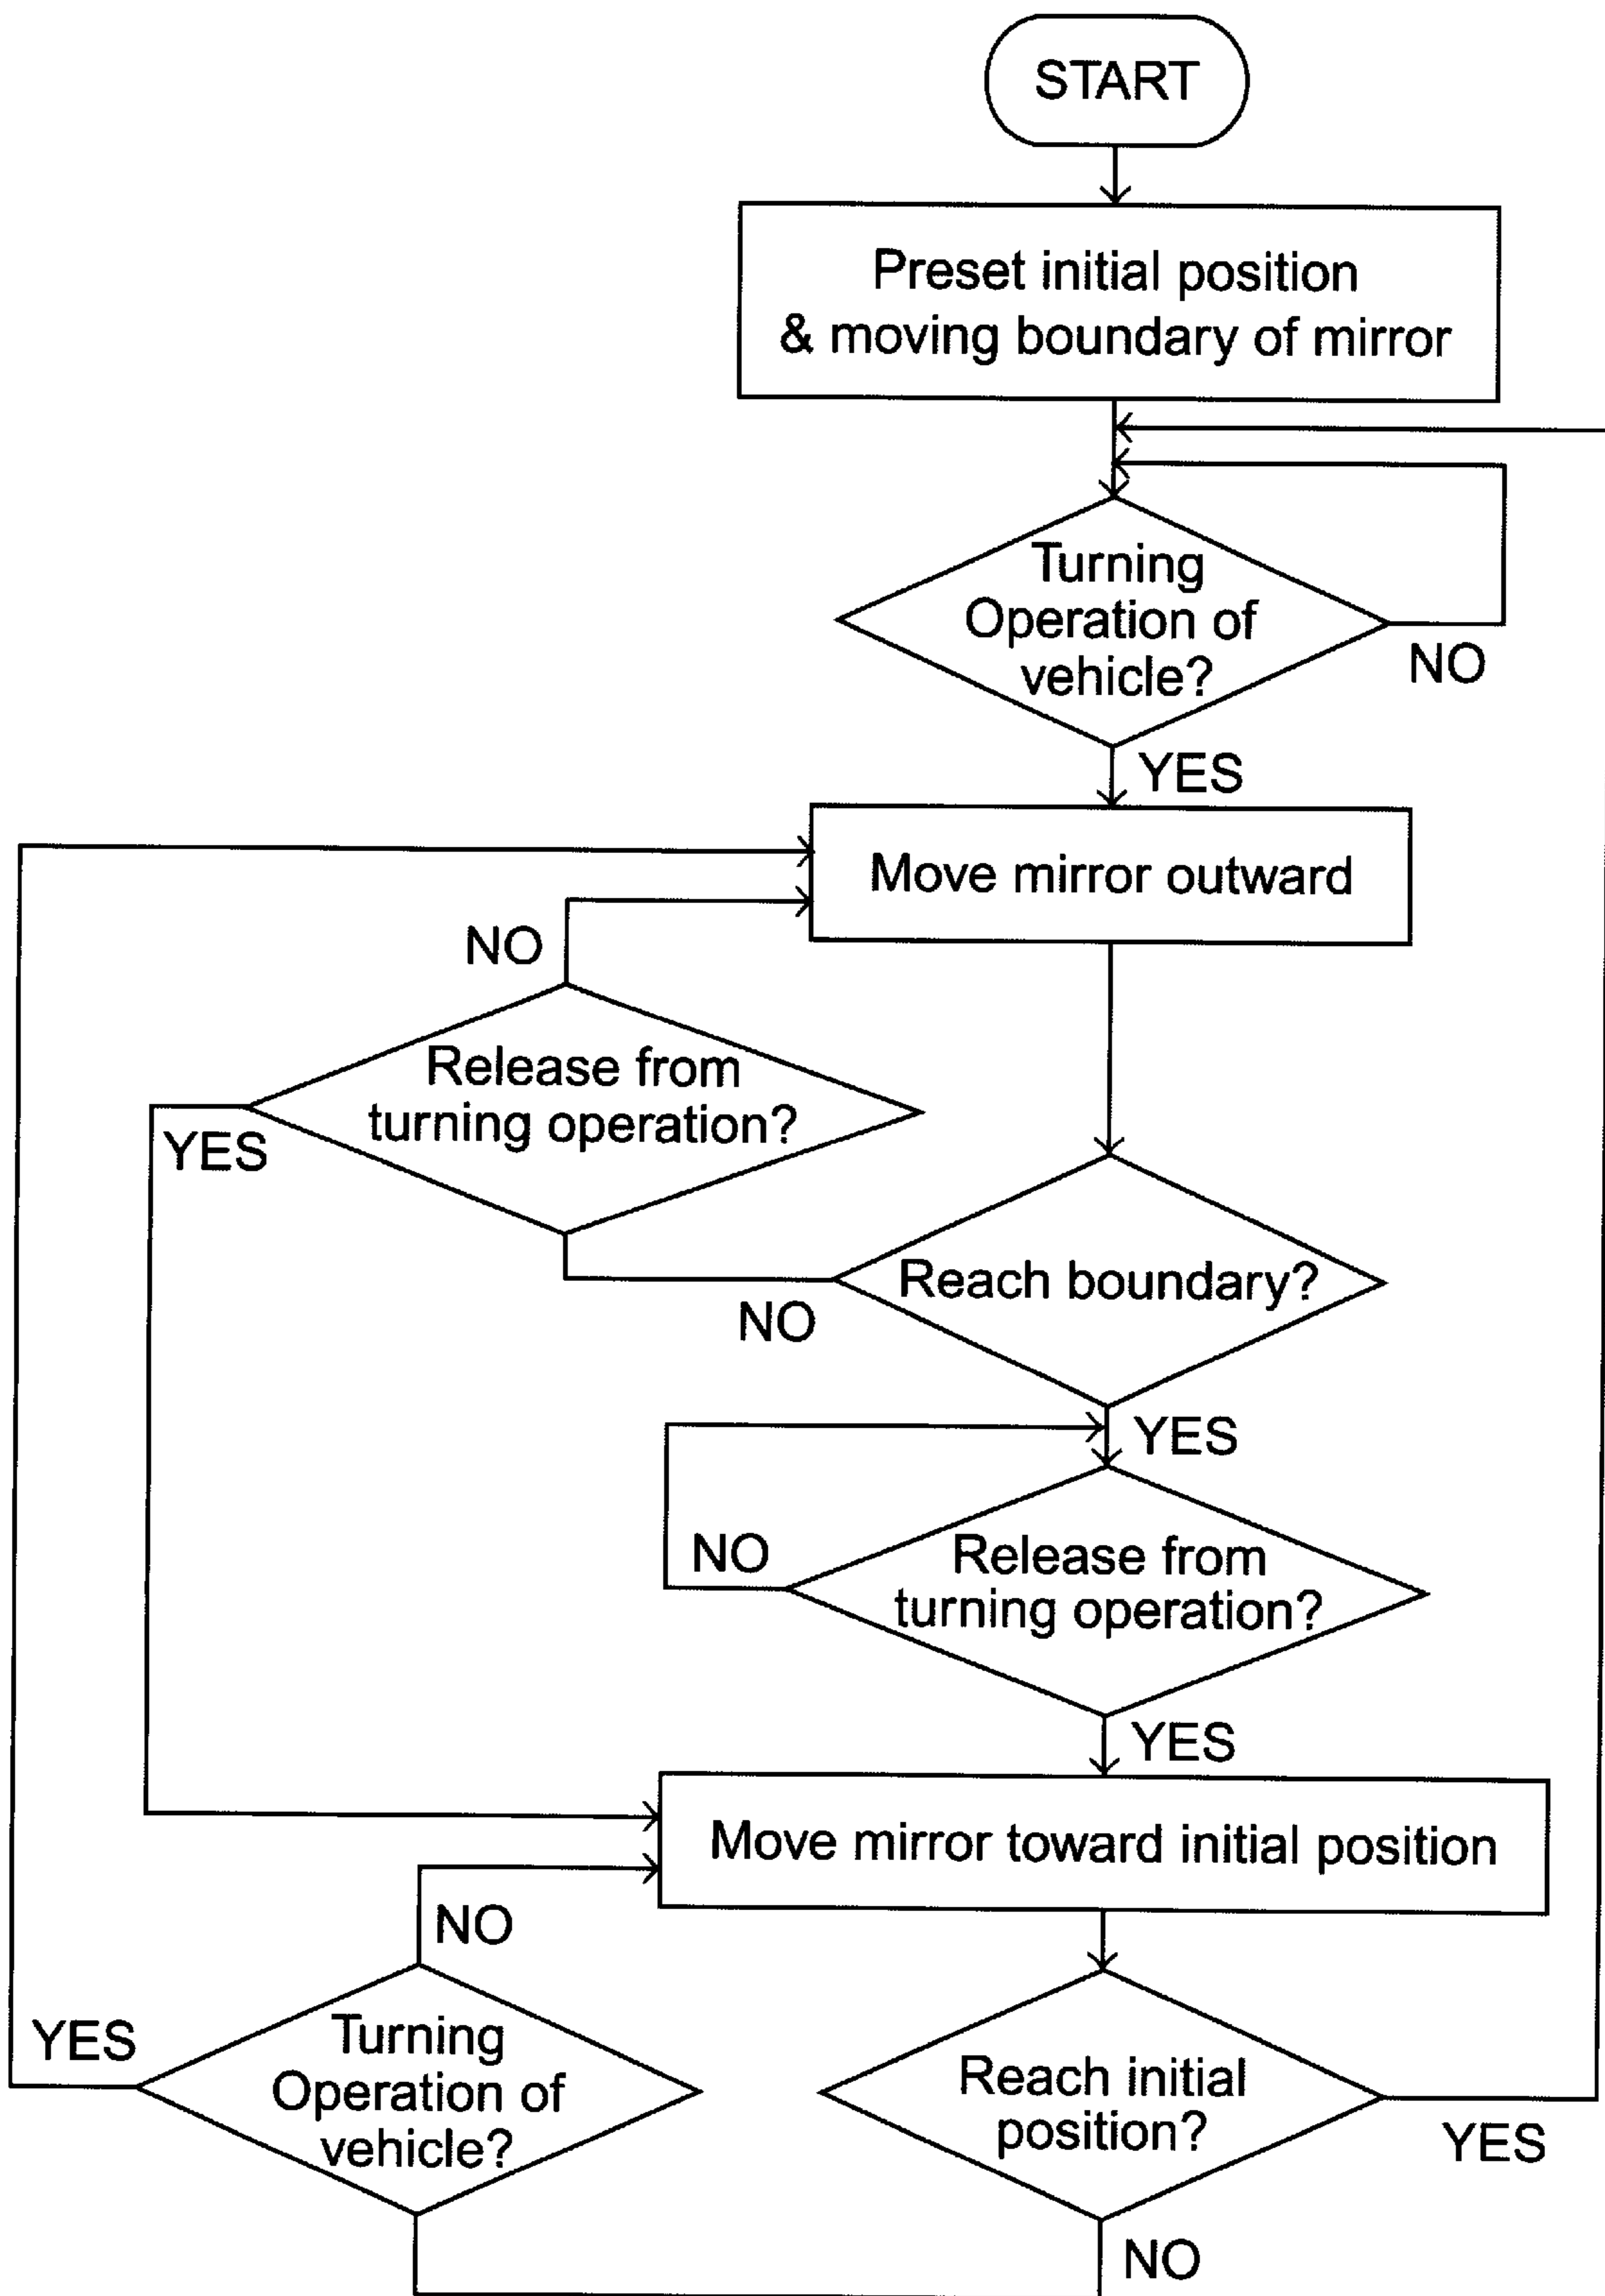 START
Preset initial position
& moving boundary of mirror
Turning
Operation of
vehicle?
NO
YES
Move mirror outward
NO
Release from
turning operation?
YES
Reach boundary?
NO
YES
NO
Release from
turning operation?
YES
Move mirror toward initial position
NO
YES
Turning
Operation of
vehicle?
Reach initial
position?
YES
NO